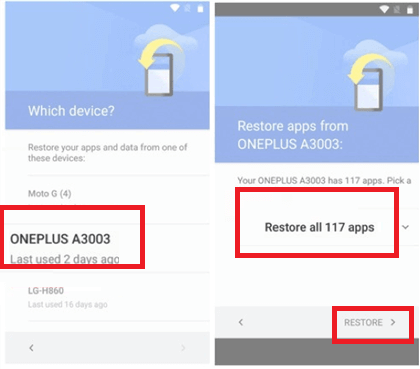 Which device?
Restore your apps and data from one of
these devices:
Moto G (4)
ONEPLUS A3003
Last used 2 days ago
LG-H860
Last used 16 days ago
Restore apps from
ONEPLUS A3003:
Your ONEPLUS A3003 has 117 apps. Pick a
Restore all 117 apps
RESTORE